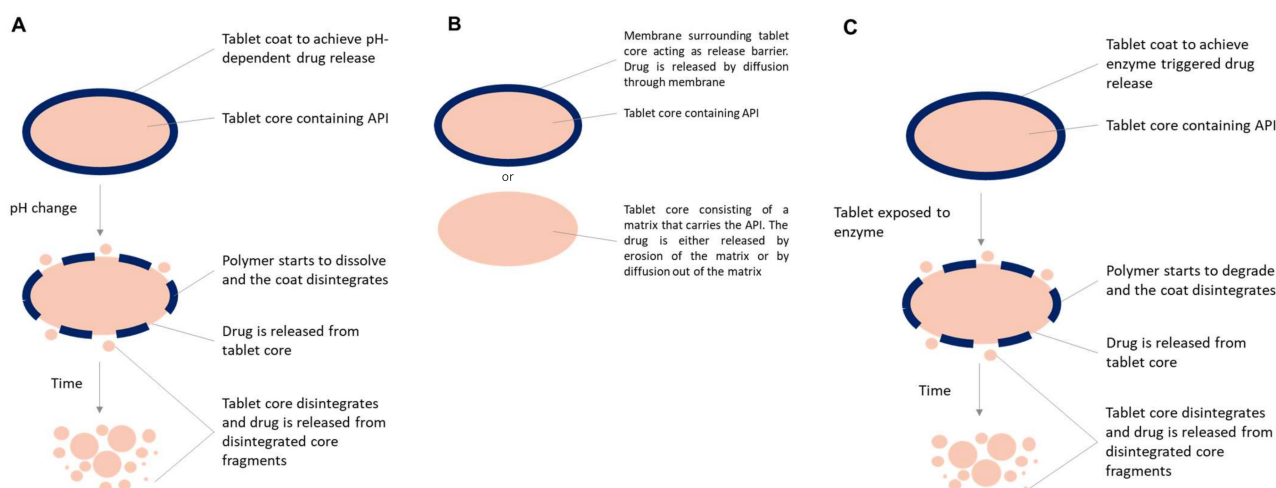 A
Tablet coat to achieve pH-
dependent drug release
Tablet core containing API
pH change
Polymer starts to dissolve
and the coat disintegrates
Drug is released from
tablet core
Time
Tablet core disintegrates
and drug is released from
disintegrated core
fragments
B
Membrane surrounding tablet
core acting as release barrier.
Drug is released by diffusion
through membrane
Tablet core containing API
or
Tablet core consisting of a
matrix that carries the API. The
drug is either released by
erosion of the matrix or by
diffusion out of the matrix
C
Tablet coat to achieve
enzyme triggered drug
release
Tablet core containing API
Tablet exposed to
enzyme
Polymer starts to degrade
and the coat disintegrates
Drug is released from
tablet core
Time
Tablet core disintegrates
and drug is released from
disintegrated core
fragments